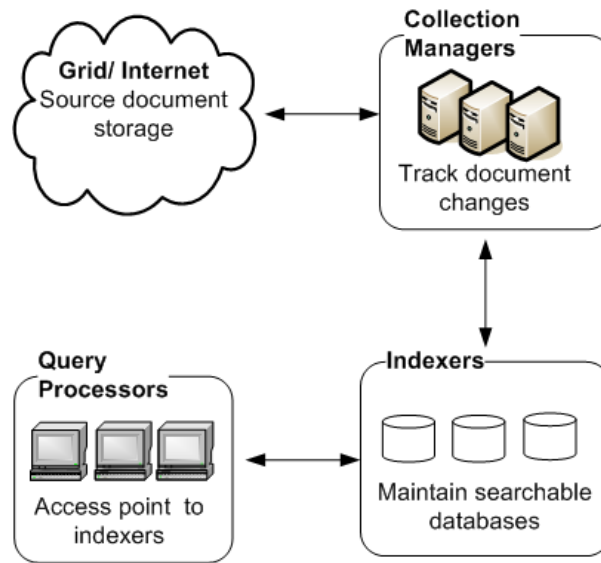 Grid/ Internet
Source document
storage
Collection
Managers
Track document
changes
Query
Processors
Access point to
indexers
Indexers
Maintain searchable
databases